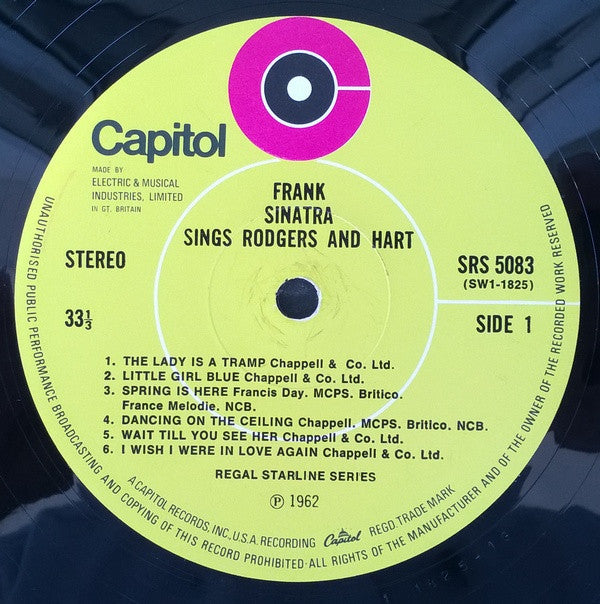 Capitol
MADE BY
ELECTRIC & MUSICAL
INDUSTRIES, LIMITED
IN GT. BRITAIN
FRANK
SINATRA
SINGS RODGERS AND HART
STEREO
33⅓
SRS 5083
(SW1-1825)
SIDE 1
1. THE LADY IS A TRAMP Chappell & Co. Ltd.
2. LITTLE GIRL BLUE Chappell & Co. Ltd.
3. SPRING IS HERE Francis Day. MCPS. Britico.
France Melodie. NCB.
4. DANCING ON THE CEILING Chappell. MCPS. Britico. NCB.
5. WAIT TILL YOU SEE HER Chappell & Co. Ltd.
6. I WISH I WERE IN LOVE AGAIN Chappell & Co. Ltd.
REGAL STARLINE SERIES
℗ 1962
A CAPITOL RECORDS, INC., U.S.A. RECORDING Capitol REGD. TRADE MARK
UNAUTHORISED PUBLIC PERFORMANCE BROADCASTING AND COPYING OF THIS RECORD PROHIBITED·ALL RIGHTS OF THE MANUFACTURER AND OF THE OWNER OF THE RECORDED WORK RESERVED